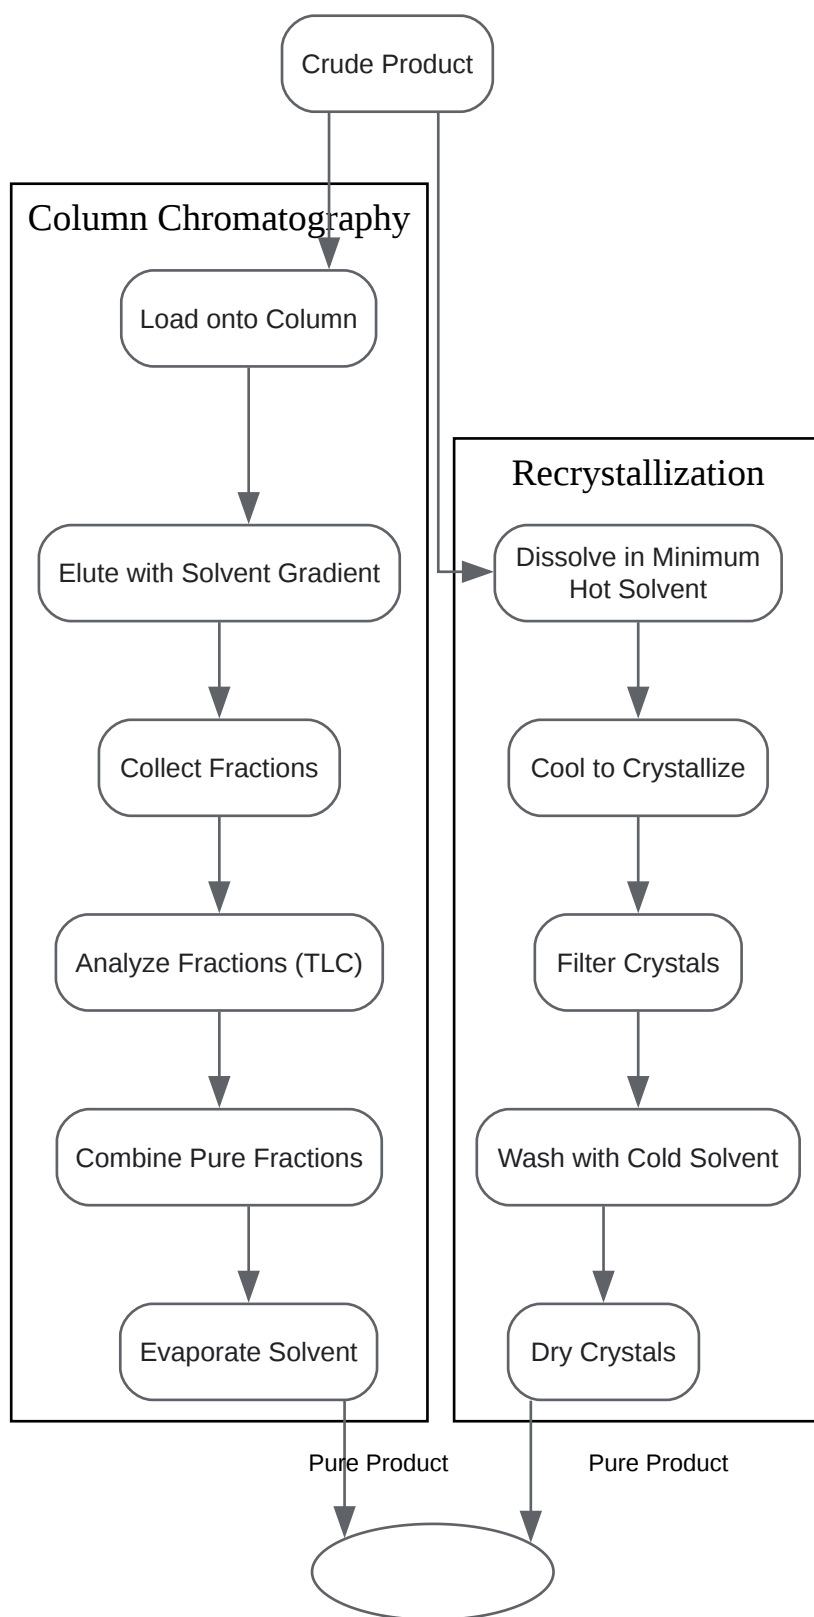 Crude Product
Column Chromatography
Load onto Column
Elute with Solvent Gradient
Collect Fractions
Analyze Fractions (TLC)
Combine Pure Fractions
Evaporate Solvent
Pure Product
Recrystallization
Dissolve in Minimum
Hot Solvent
Cool to Crystallize
Filter Crystals
Wash with Cold Solvent
Dry Crystals
Pure Product